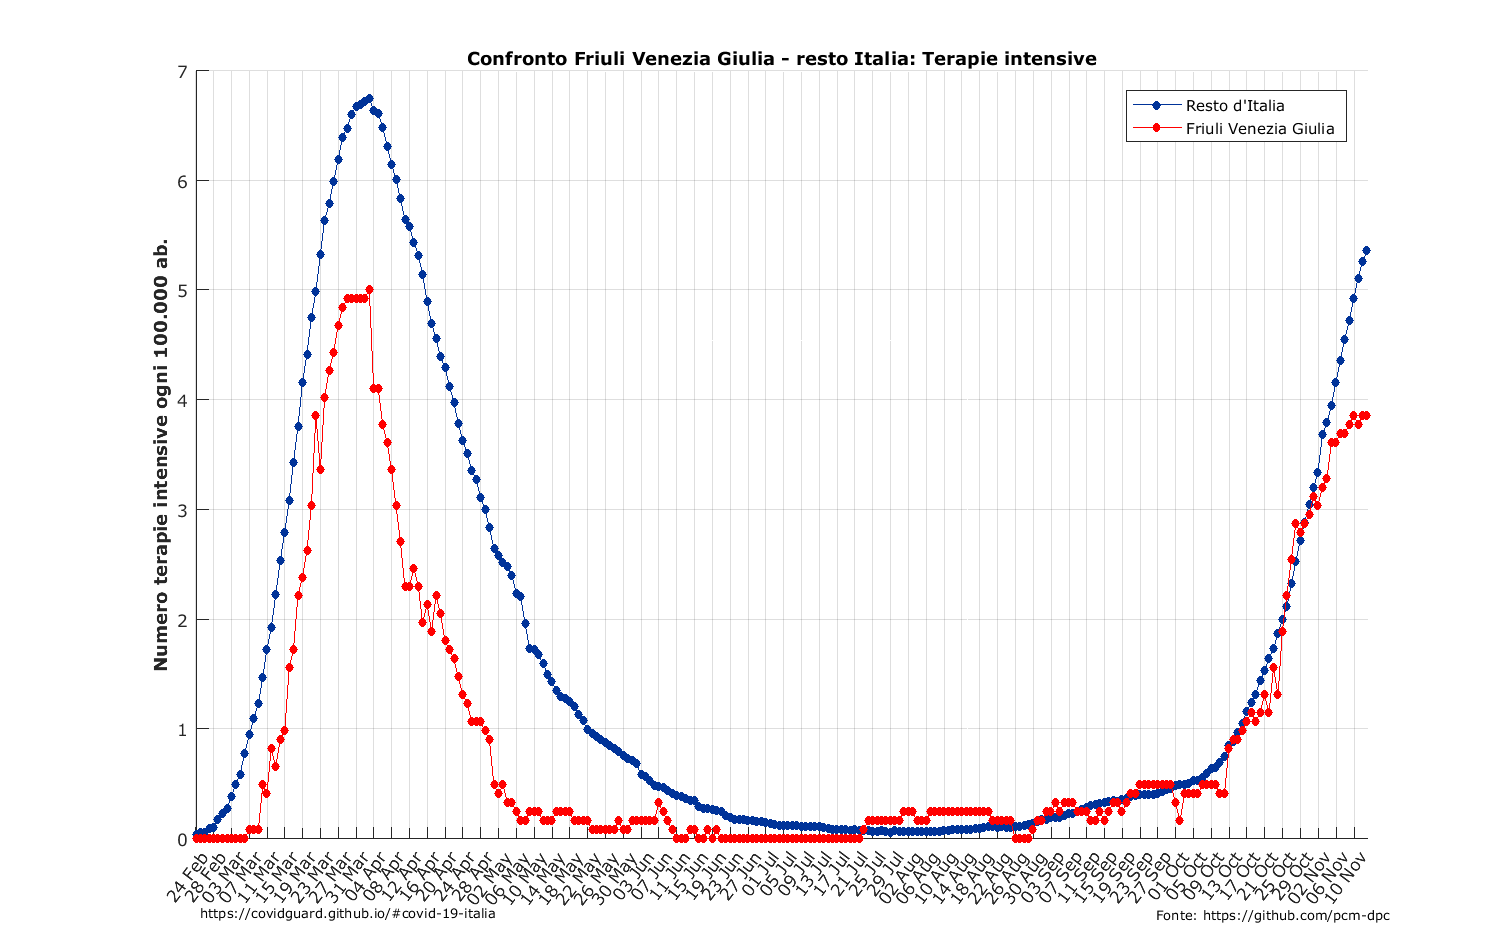 Confronto Friuli Venezia Giulia - resto Italia: Terapie intensive
Resto d'Italia
Friuli Venezia Giulia
Numero terapie intensive ogni 100.000 ab.
7
6
5
4
3
2
1
0
24 Feb
28 Feb
03 Mar
07 Mar
11 Mar
15 Mar
19 Mar
23 Mar
27 Mar
31 Mar
04 Apr
08 Apr
12 Apr
16 Apr
20 Apr
24 Apr
28 Apr
02 May
06 May
10 May
14 May
18 May
22 May
26 May
30 May
03 Jun
07 Jun
11 Jun
15 Jun
19 Jun
23 Jun
27 Jun
01 Jul
05 Jul
09 Jul
13 Jul
17 Jul
21 Jul
25 Jul
29 Jul
02 Aug
06 Aug
10 Aug
14 Aug
18 Aug
22 Aug
26 Aug
30 Aug
03 Sep
07 Sep
11 Sep
15 Sep
19 Sep
23 Sep
27 Sep
01 Oct
05 Oct
09 Oct
13 Oct
17 Oct
21 Oct
25 Oct
29 Oct
02 Nov
06 Nov
10 Nov
https://covidguard.github.io/#covid-19-italia
Fonte: https://github.com/pcm-dpc